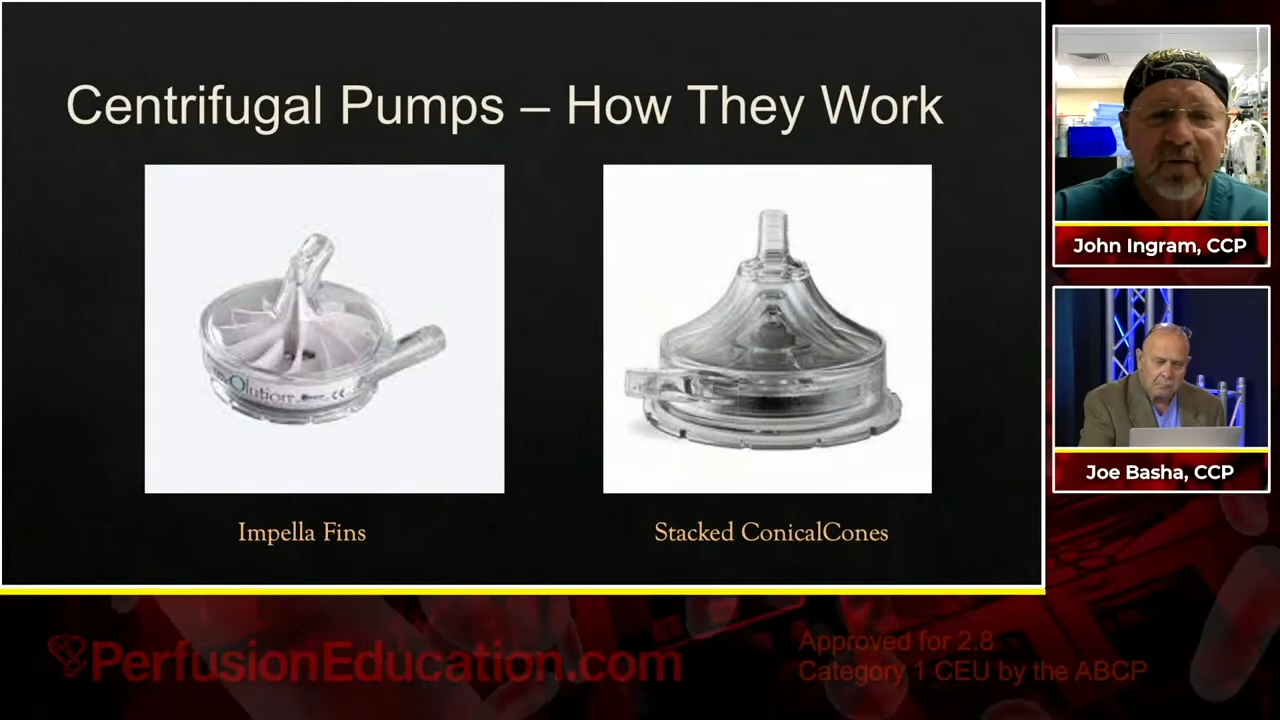 Centrifugal Pumps – How They Work
Impella Fins
Stacked ConicalCones
John Ingram, CCP
Joe Basha, CCP
PerfusionEducation.com
Approved for 2.8
Category 1 CEU by the ABCP